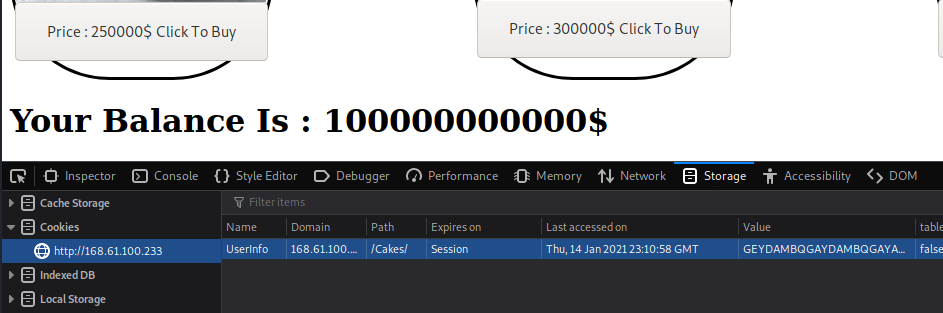 Price : 250000$ Click To Buy
Price : 300000$ Click To Buy
Your Balance Is : 100000000000$
Inspector Console Style Editor Debugger Performance Memory Network Storage Accessibility DOM
Cache Storage
Filter items
Cookies
Name Domain Path Expires on Last accessed on Value table
http://168.61.100.233
UserInfo 168.61.100.... /Cakes/ Session Thu, 14 Jan 2021 23:10:58 GMT GEYDAMBQGAYDAMBQGAYA... false
Indexed DB
Local Storage